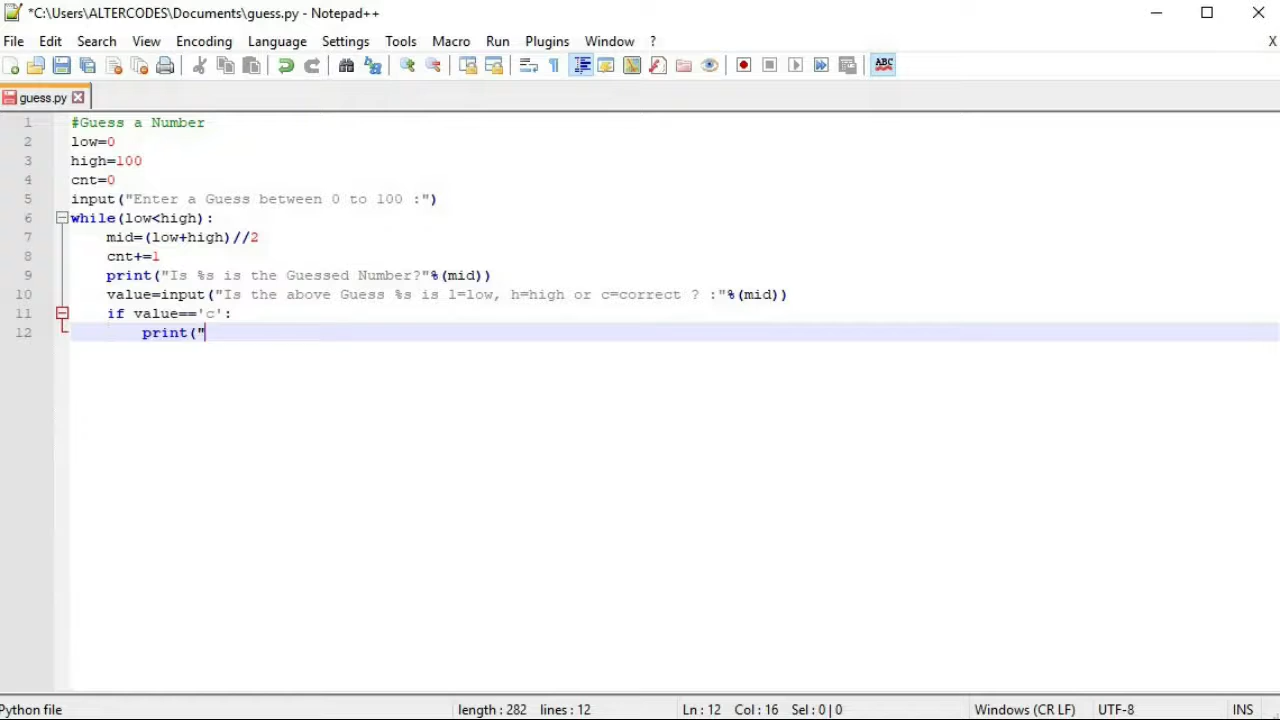 *C:\Users\ALTERCODES\Documents\guess.py - Notepad++
File Edit Search View Encoding Language Settings Tools Macro Run Plugins Window ? X
ABC
guess.py
1 #Guess a Number
2 low=0
3 high=100
4 cnt=0
5 input("Enter a Guess between 0 to 100 :")
6 while(low<high):
7     mid=(low+high)//2
8     cnt+=1
9     print("Is %s is the Guessed Number?"%(mid))
10     value=input("Is the above Guess %s is l=low, h=high or c=correct ? :"%(mid))
11     if value=='c':
12         print("
Python file length : 282 lines : 12 Ln : 12 Col : 16 Sel : 0 | 0 Windows (CR LF) UTF-8 INS